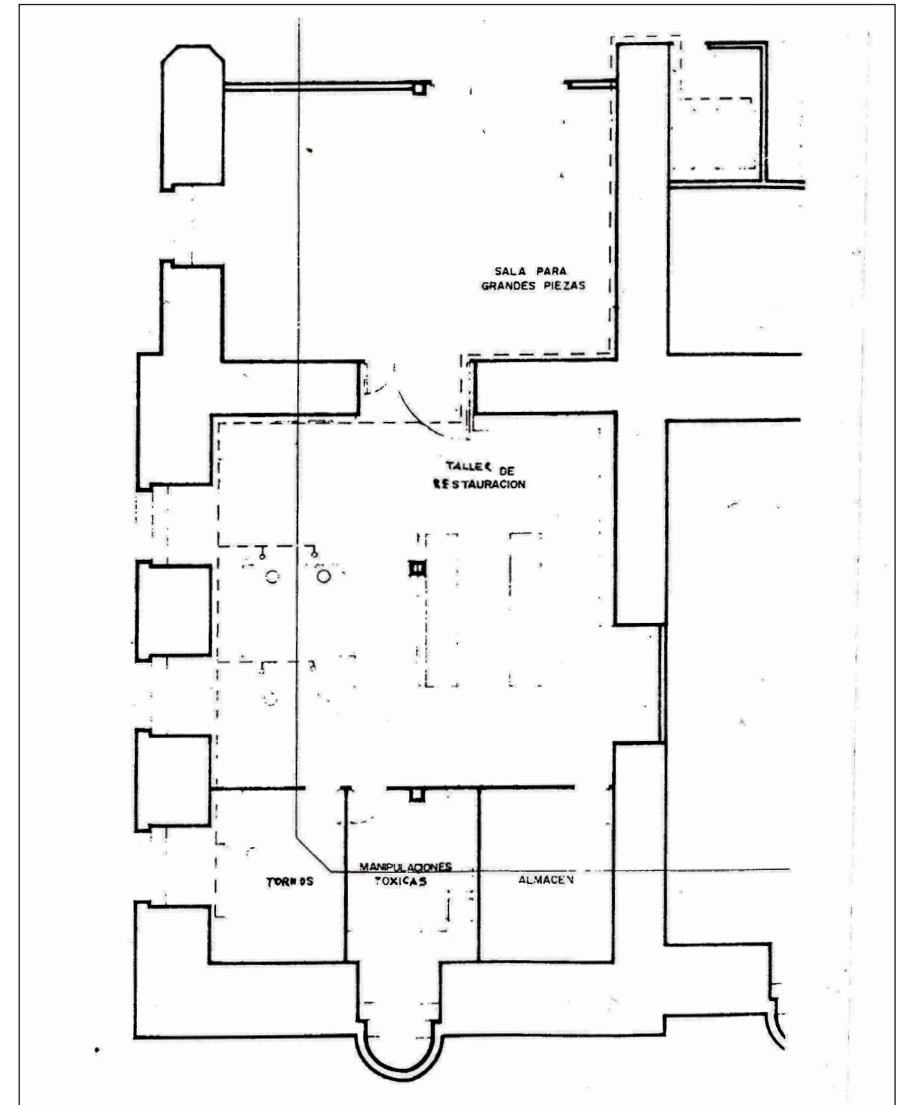 SALA PARA
GRANDES PIEZAS
TALLER DE
RESTAURACION
TORNOS
MANIPULACIONES
TOXICAS
ALMACEN